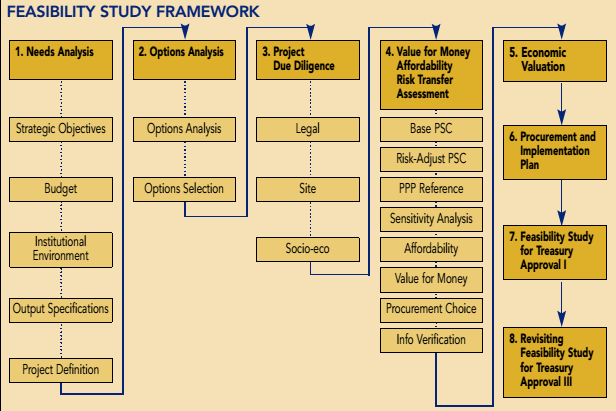 FEASIBILITY STUDY FRAMEWORK
1. Needs Analysis
Strategic Objectives
Budget
Institutional
Environment
Output Specifications
Project Definition
2. Options Analysis
Options Analysis
Options Selection
3. Project
Due Diligence
Legal
Site
Socio-eco
4. Value for Money
Affordability
Risk Transfer
Assessment
Base PSC
Risk-Adjust PSC
PPP Reference
Sensitivity Analysis
Affordability
Value for Money
Procurement Choice
Info Verification
5. Economic
Valuation
6. Procurement and
Implementation
Plan
7. Feasibility Study
for Treasury
Approval I
8. Revisiting
Feasibility Study
for Treasury
Approval III